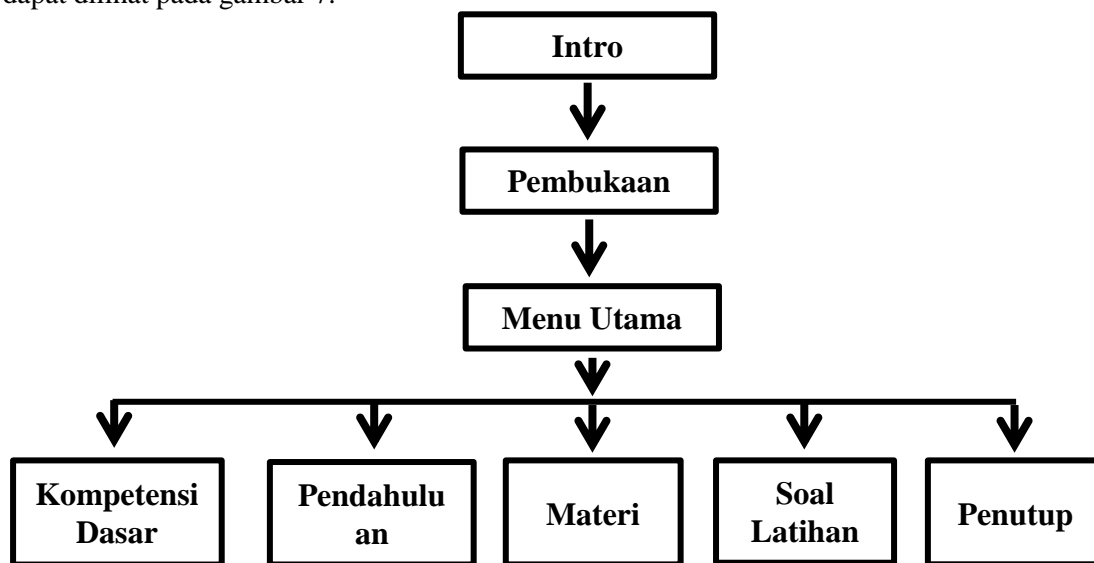 dapat dilihat pada gambar 7.
Intro
Pembukaan
Menu Utama
Kompetensi
Dasar
Pendahulu
an
Materi
Soal
Latihan
Penutup